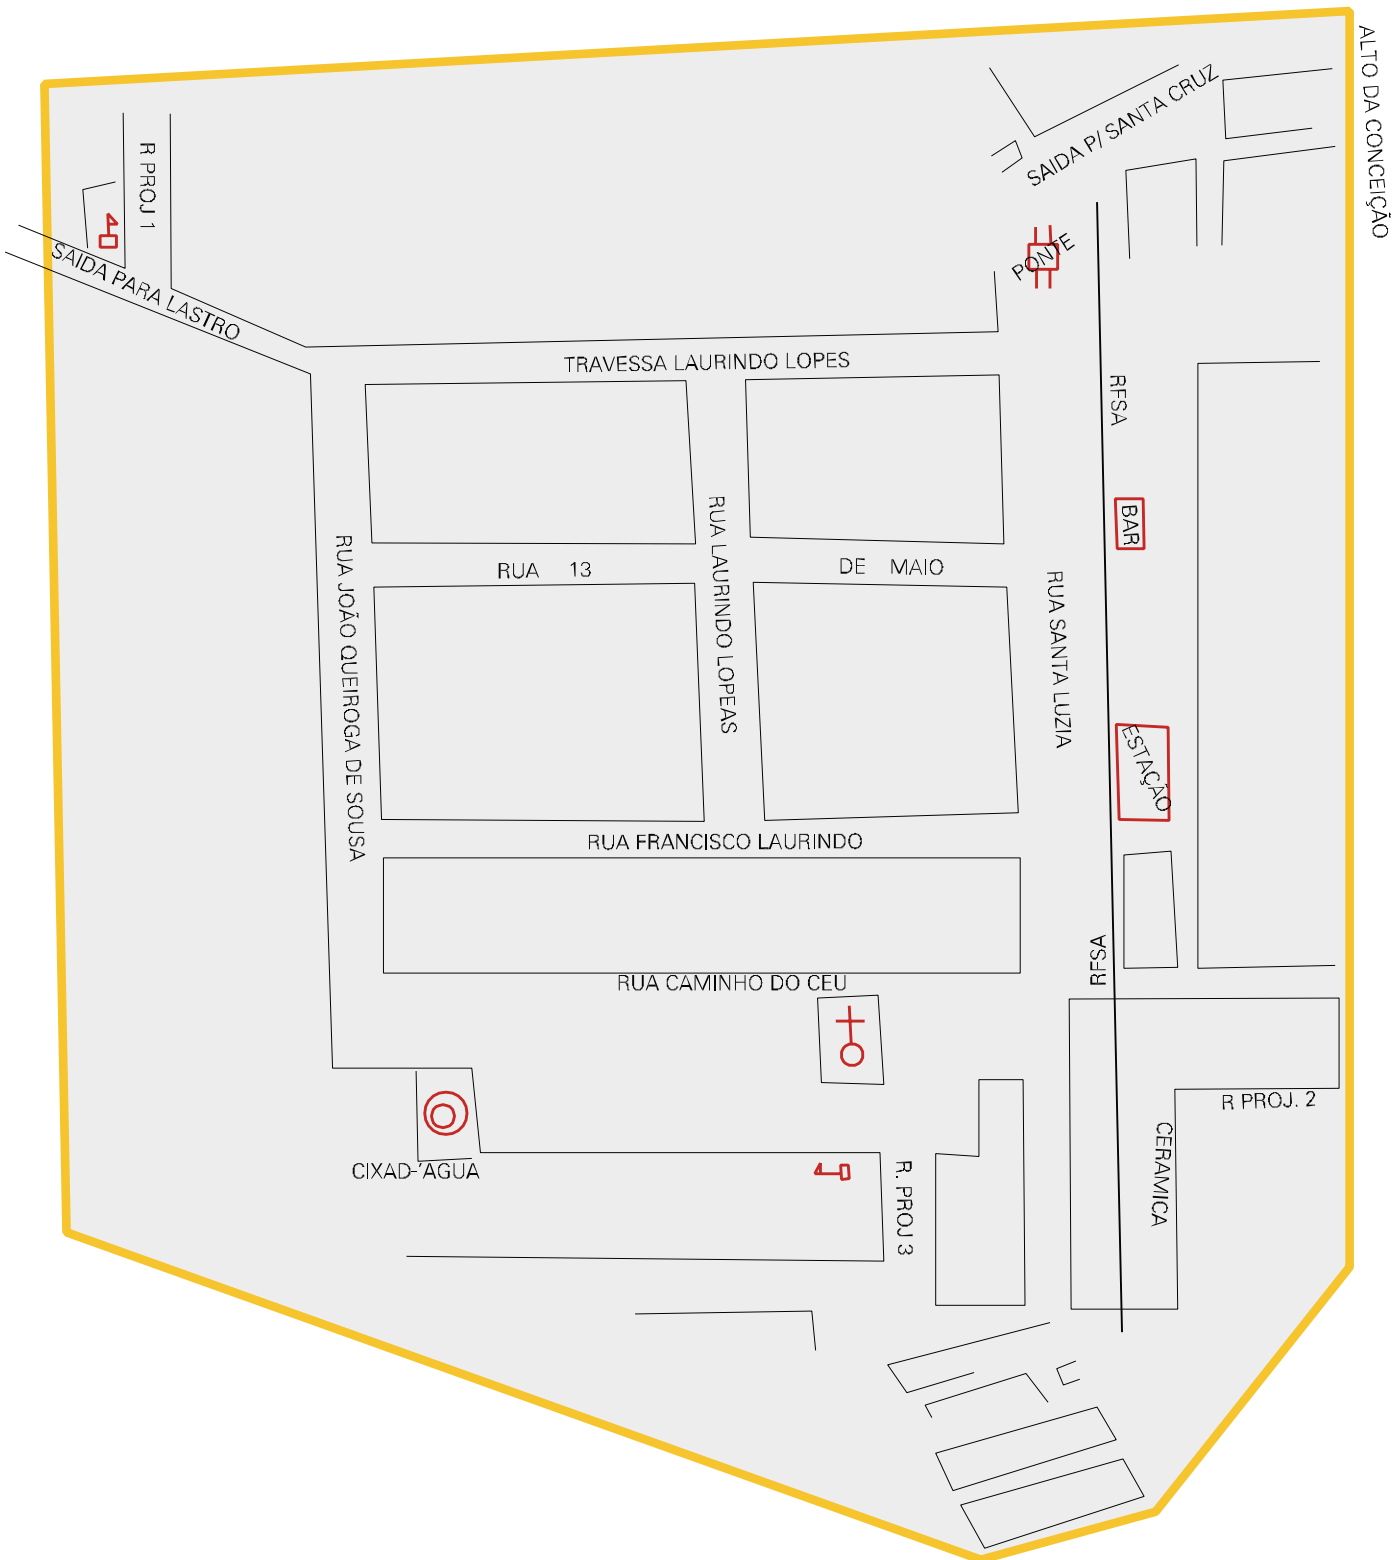 ALTO DA CONCEIÇÃO
SAIDA P/ SANTA CRUZ
R PROJ 1
SAIDA PARA LASTRO
PONTE
TRAVESSA LAURINDO LOPES
RFSA
BAR
RUA LAURINDO LOPEAS
RUA 13 DE MAIO
RUA JOÃO QUEIROGA DE SOUSA
RUA SANTA LUZIA
ESTAÇÃO
RUA FRANCISCO LAURINDO
RFSA
RUA CAMINHO DO CEU
R PROJ. 2
CERAMICA
CIXAD-'AGUA
R. PROJ 3